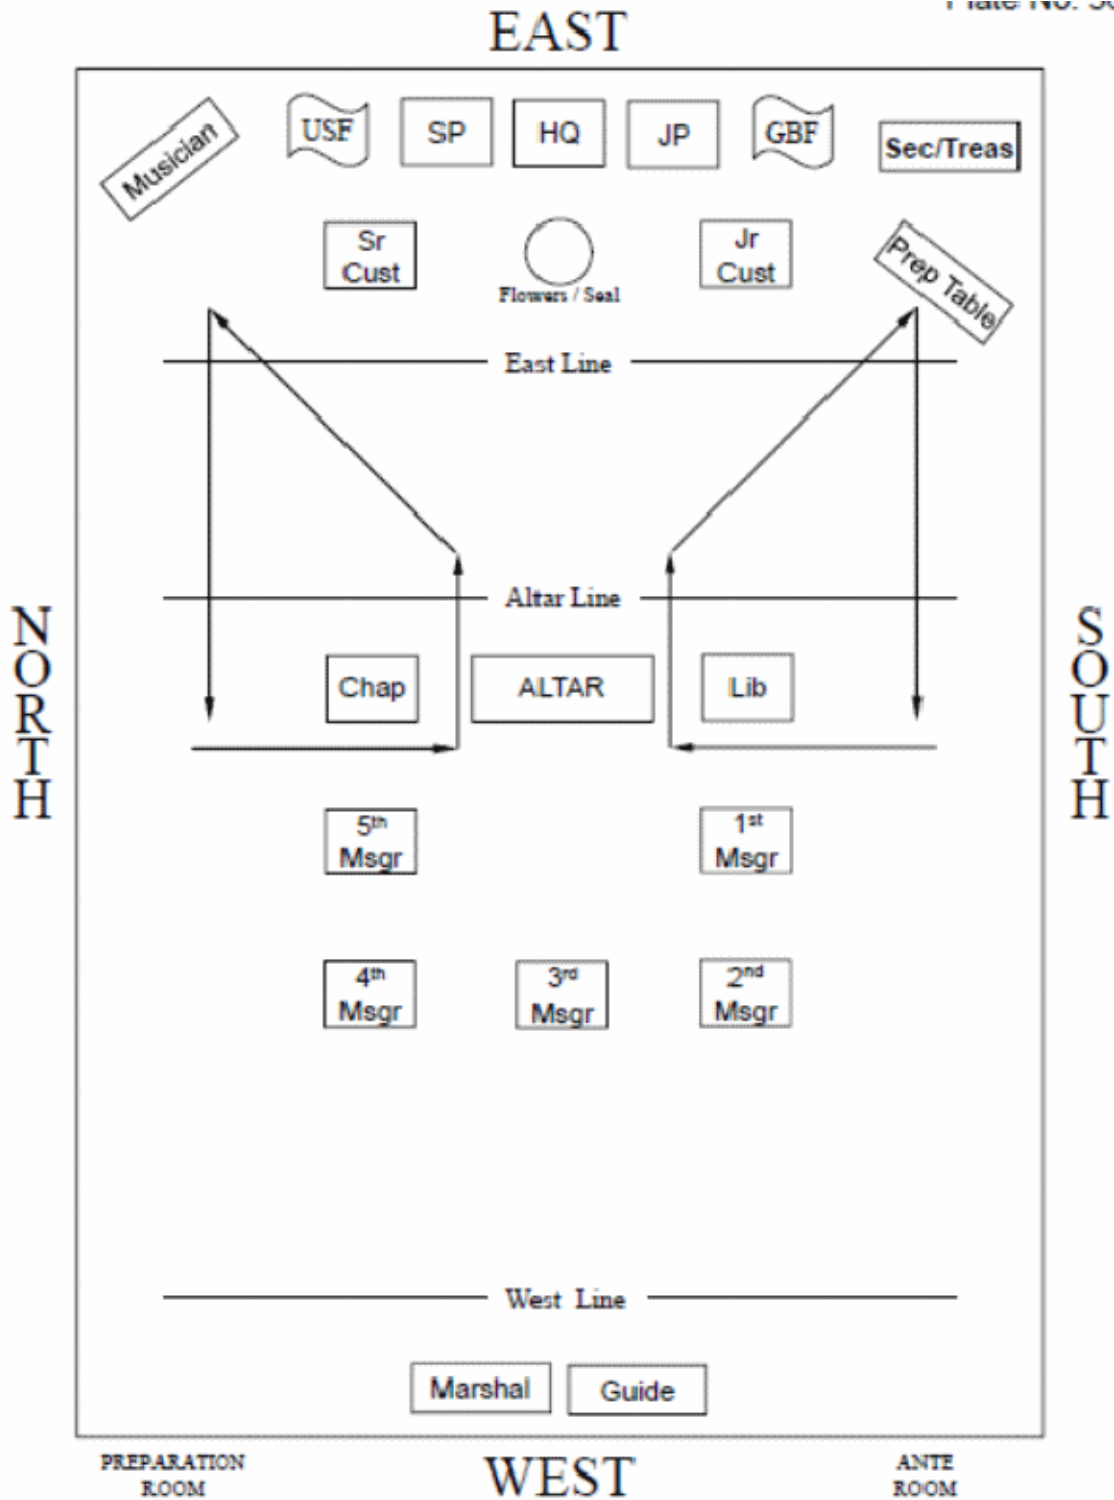 Plate No.
EAST
Musician
USF
SP
HQ
JP
GBF
Sec/Treas
Sr
Cust
Flowers / Seal
Jr
Cust
Prep Table
East Line
Altar Line
NORTH
SOUTH
Chap
ALTAR
Lib
5th
Msgr
1st
Msgr
4th
Msgr
3rd
Msgr
2nd
Msgr
West Line
Marshal
Guide
PREPARATION
ROOM
WEST
ANTE
ROOM